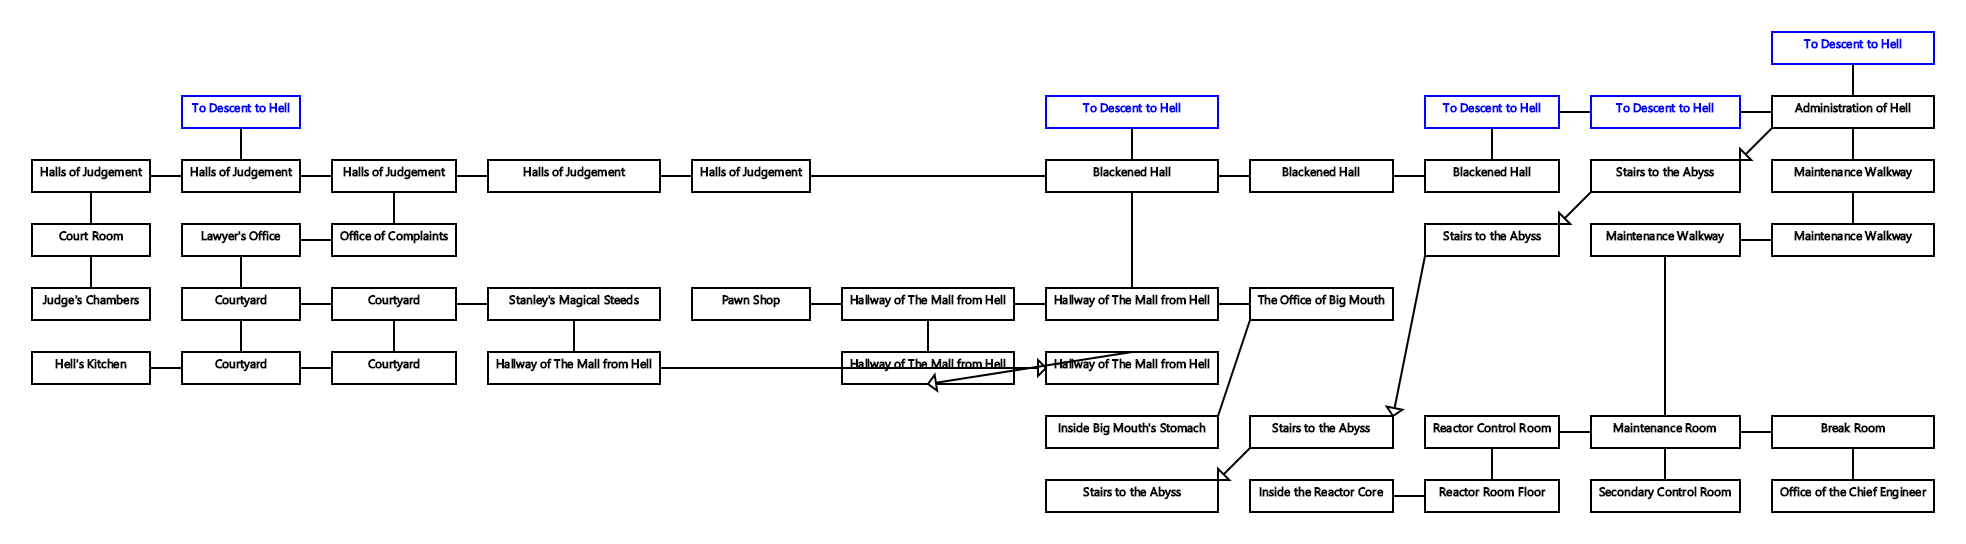 To Descent to Hell
To Descent to Hell
To Descent to Hell
To Descent to Hell
To Descent to Hell
Administration of Hell
Halls of Judgement
Halls of Judgement
Halls of Judgement
Halls of Judgement
Halls of Judgement
Blackened Hall
Blackened Hall
Blackened Hall
Stairs to the Abyss
Maintenance Walkway
Court Room
Lawyer's Office
Office of Complaints
Stairs to the Abyss
Maintenance Walkway
Maintenance Walkway
Judge's Chambers
Courtyard
Courtyard
Stanley's Magical Steeds
Pawn Shop
Hallway of The Mall from Hell
Hallway of The Mall from Hell
The Office of Big Mouth
Hell's Kitchen
Courtyard
Courtyard
Hallway of The Mall from Hell
Hallway of The Mall from Hell
Hallway of The Mall from Hell
Inside Big Mouth's Stomach
Stairs to the Abyss
Reactor Control Room
Maintenance Room
Break Room
Stairs to the Abyss
Inside the Reactor Core
Reactor Room Floor
Secondary Control Room
Office of the Chief Engineer